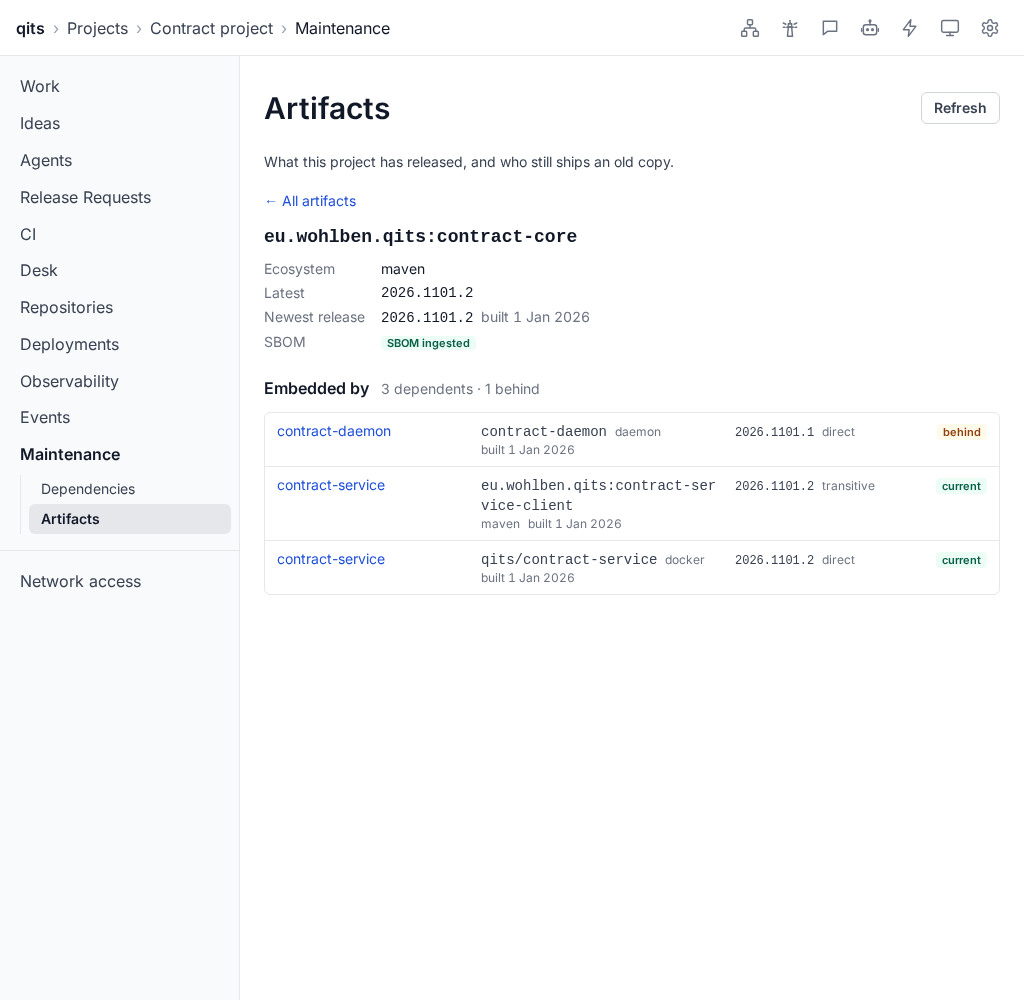 qits › Projects › Contract project › Maintenance
Work
Ideas
Agents
Release Requests
CI
Desk
Repositories
Deployments
Observability
Events
Maintenance
Dependencies
Artifacts
Network access
Artifacts
Refresh
What this project has released, and who still ships an old copy.
← All artifacts
eu.wohlben.qits:contract-core
Ecosystem maven
Latest 2026.1101.2
Newest release 2026.1101.2 built 1 Jan 2026
SBOM SBOM ingested
Embedded by 3 dependents · 1 behind
contract-daemon contract-daemon daemon 2026.1101.1 direct behind
built 1 Jan 2026
contract-service eu.wohlben.qits:contract-ser 2026.1101.2 transitive current
vice-client
maven built 1 Jan 2026
contract-service qits/contract-service docker 2026.1101.2 direct current
built 1 Jan 2026